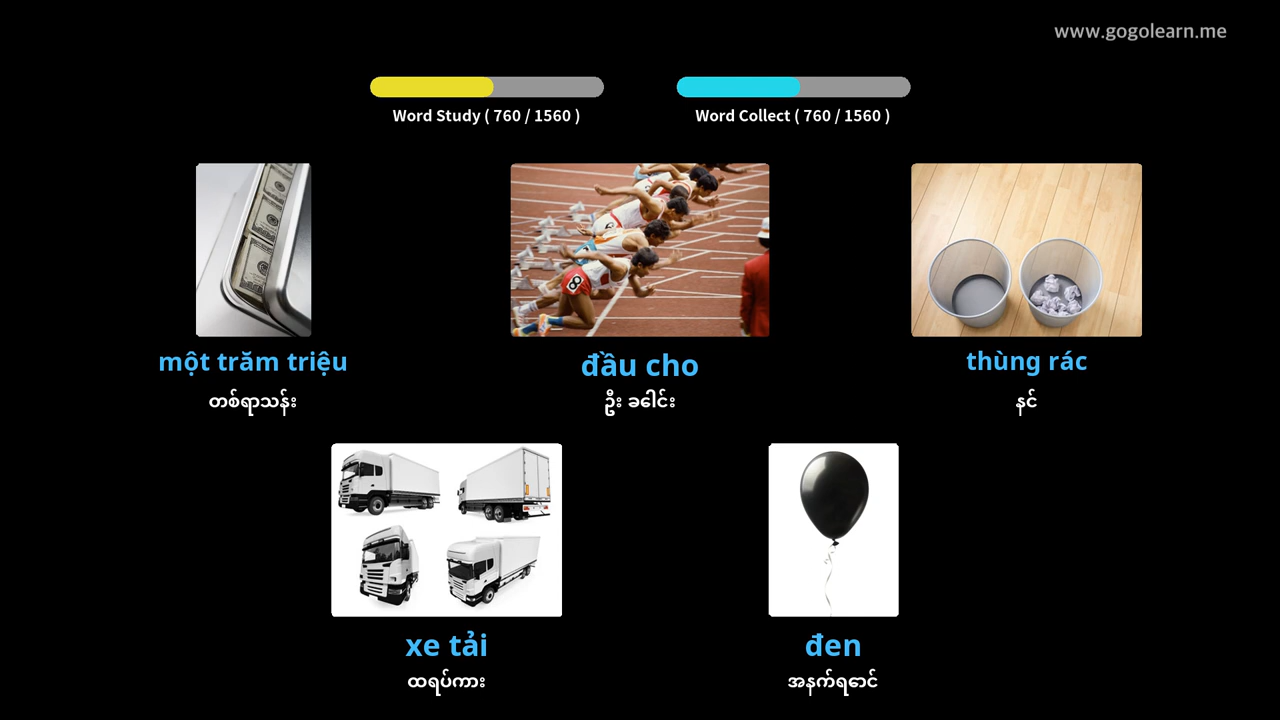 www.gogolearn.me
Word Study ( 760 / 1560 )
Word Collect ( 760 / 1560 )
một trăm triệu
တစ်ရာသန်း
đầu cho
ဦး ခေါင်း
thùng rác
နင်
xe tải
ထရပ်ကား
đen
အနက်ရောင်
8